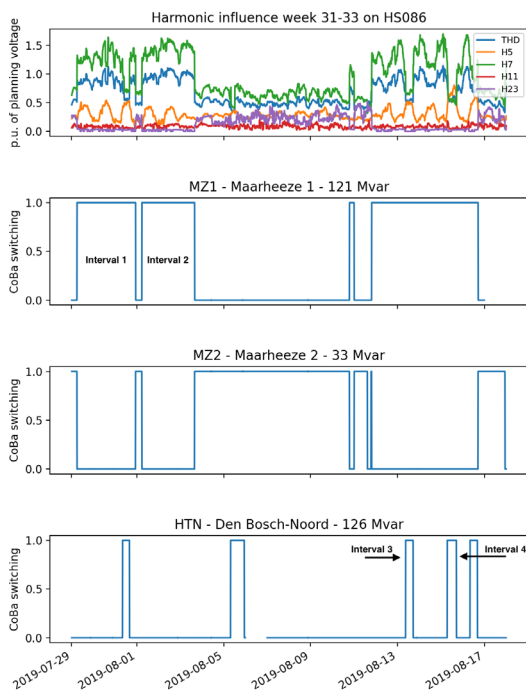 Harmonic influence week 31-33 on HS086
p.u. of planning voltage
1.5
1.0
0.5
0.0
THD
H5
H7
H11
H23
MZ1 - Maarheeze 1 - 121 Mvar
CoBa switching
1.0
0.5
0.0
Interval 1
Interval 2
MZ2 - Maarheeze 2 - 33 Mvar
CoBa switching
1.0
0.5
0.0
HTN - Den Bosch-Noord - 126 Mvar
CoBa switching
1.0
0.5
0.0
Interval 3
Interval 4
2019-07-29
2019-08-01
2019-08-05
2019-08-09
2019-08-13
2019-08-17